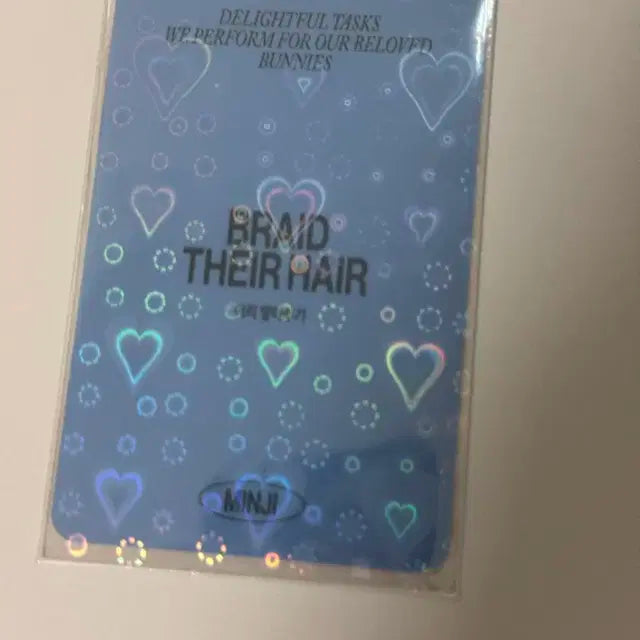 DELIGHTFUL TASKS
WE PERFORM FOR OUR BELOVED
BUNNIES
BRAID
THEIR HAIR
MINJI